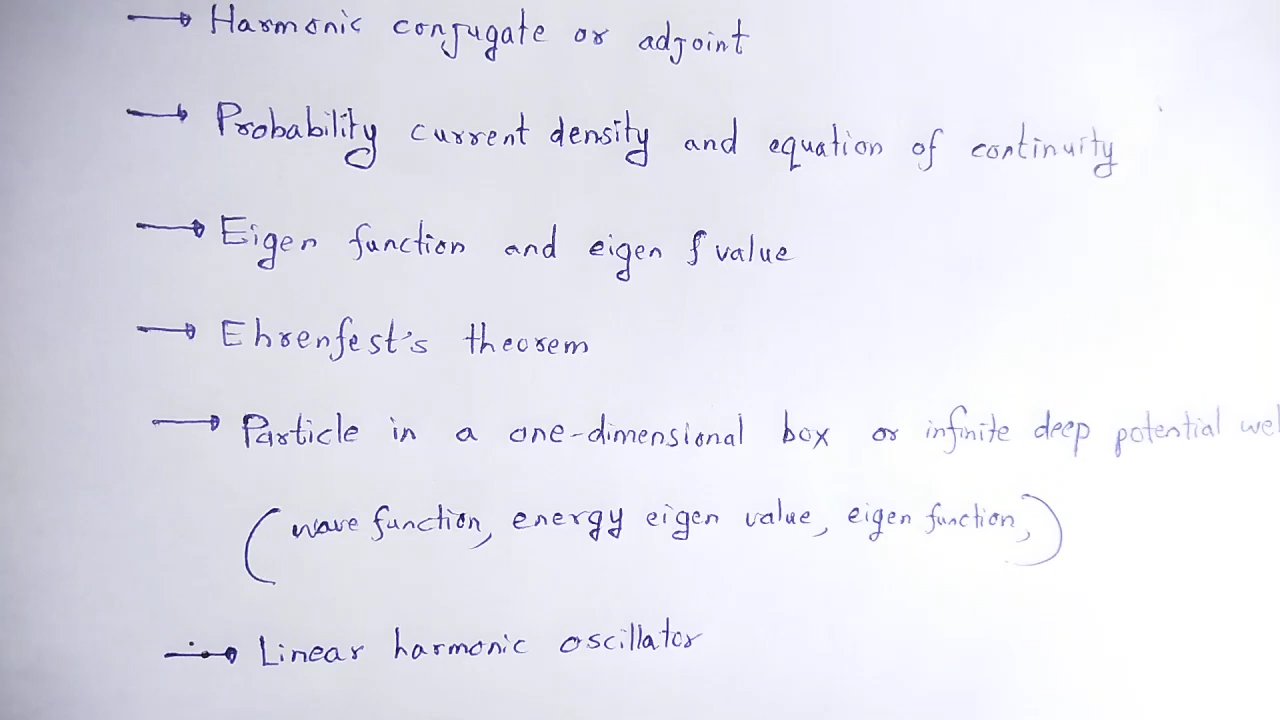 → Harmonic conjugate or adjoint
→ Probability current density and equation of continuity
→ Eigen function and eigen f value
→ Ehrenfest's theorem
→ Particle in a one-dimensional box or infinite deep potential wel
(wave function, energy eigen value, eigen function,)
→ Linear harmonic oscillator